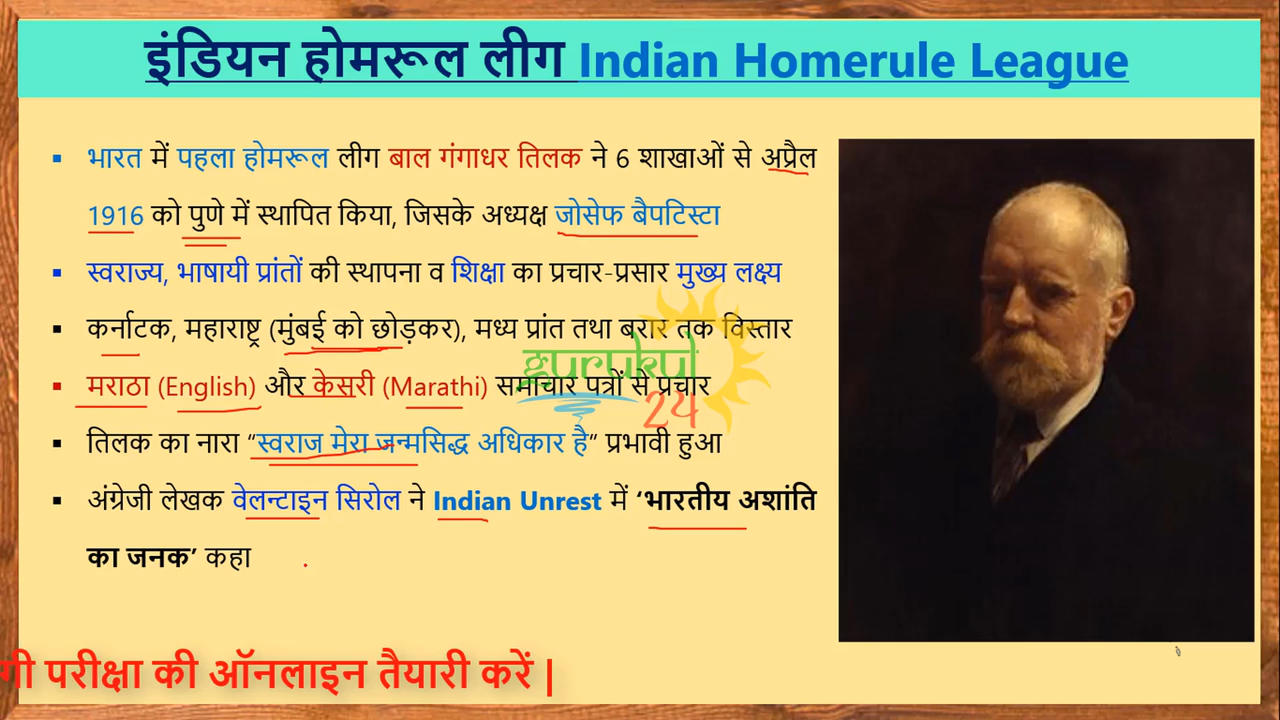 इंडियन होमरूल लीग Indian Homerule League
▪ भारत में पहला होमरूल लीग बाल गंगाधर तिलक ने 6 शाखाओं से अप्रैल
1916 को पुणे में स्थापित किया, जिसके अध्यक्ष जोसेफ बैपटिस्टा
▪ स्वराज्य, भाषायी प्रांतों की स्थापना व शिक्षा का प्रचार-प्रसार मुख्य लक्ष्य
▪ कर्नाटक, महाराष्ट्र (मुंबई को छोड़कर), मध्य प्रांत तथा बरार तक विस्तार
▪ मराठा (English) और केसरी (Marathi) समाचार पत्रों से प्रचार
▪ तिलक का नारा “स्वराज मेरा जन्मसिद्ध अधिकार है” प्रभावी हुआ
▪ अंग्रेजी लेखक वेलन्टाइन सिरोल ने Indian Unrest में ‘भारतीय अशांति
का जनक’ कहा
gurukul
24
गी परीक्षा की ऑनलाइन तैयारी करें |